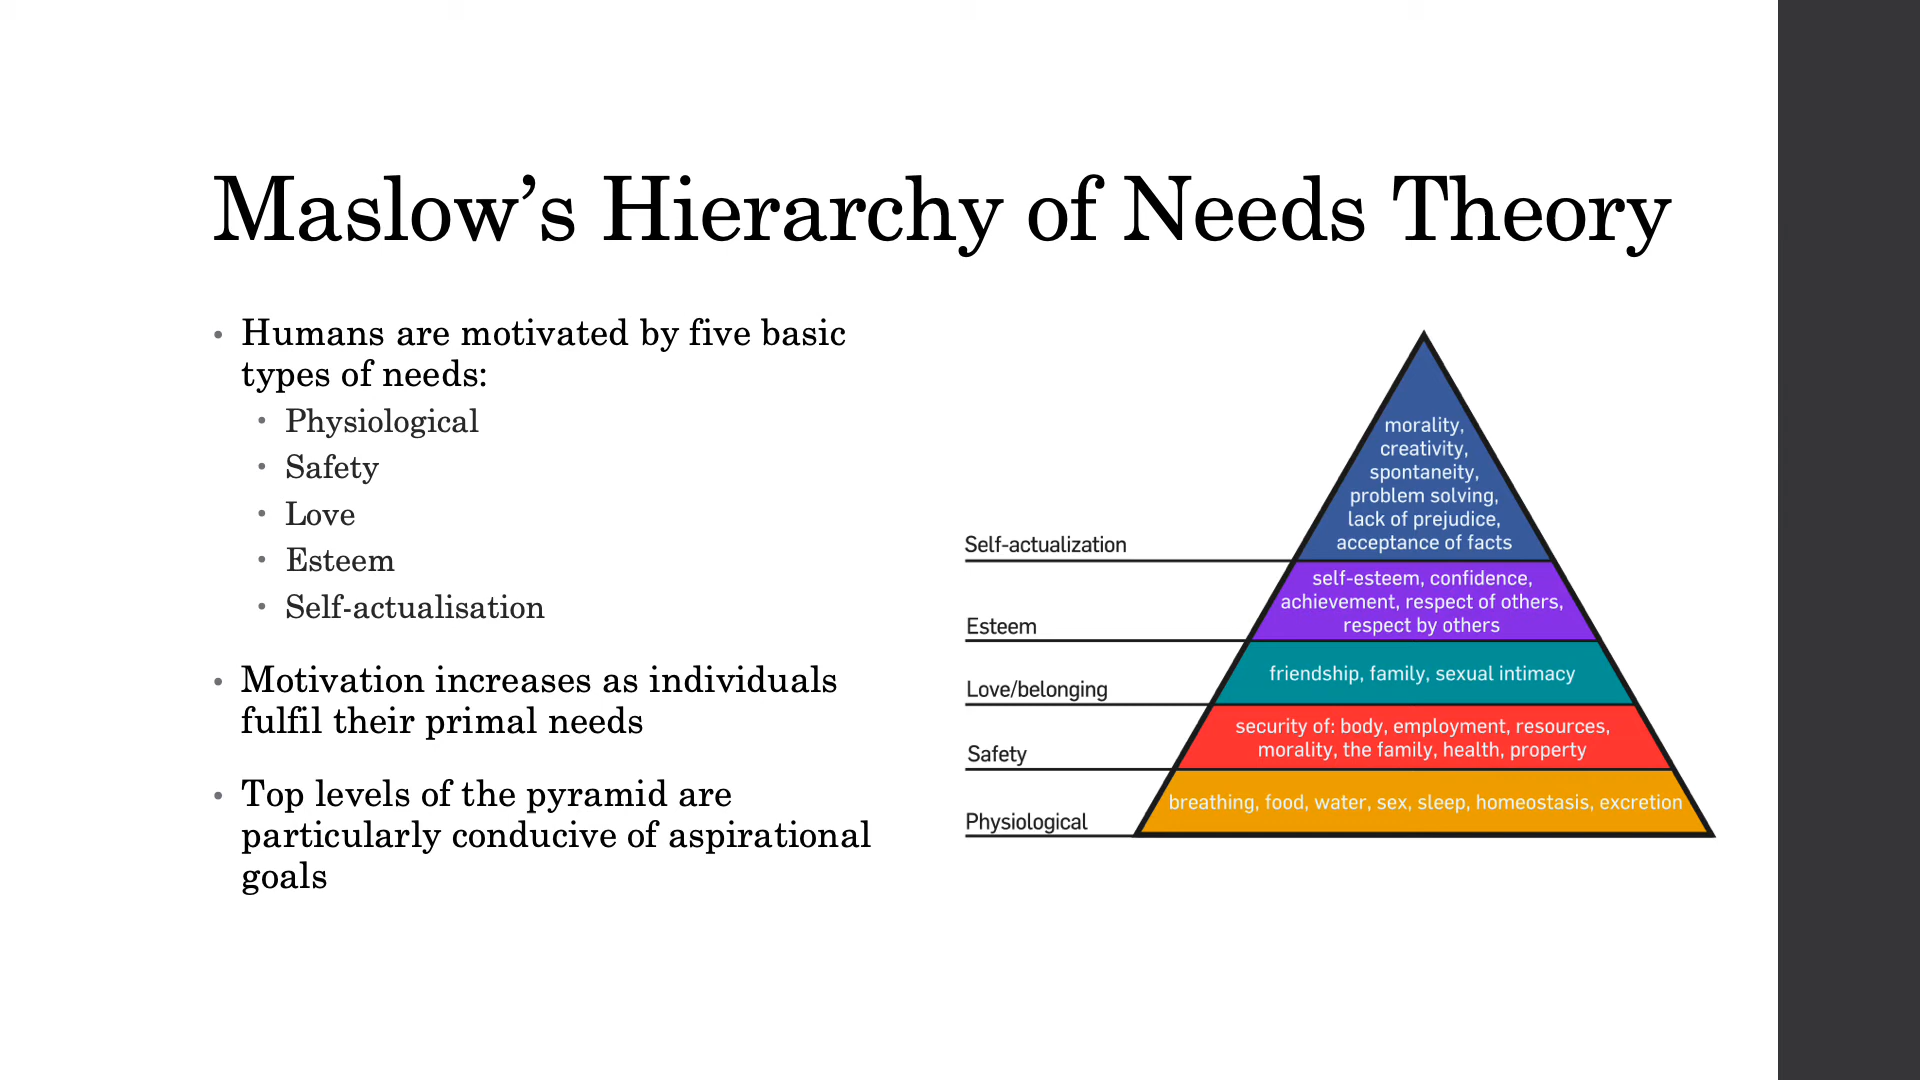 Maslow’s Hierarchy of Needs Theory
• Humans are motivated by five basic
types of needs:
• Physiological
• Safety
• Love
• Esteem
• Self-actualisation
• Motivation increases as individuals
fulfil their primal needs
• Top levels of the pyramid are
particularly conducive of aspirational
goals
morality,
creativity,
spontaneity,
problem solving,
lack of prejudice,
acceptance of facts
Self-actualization
self-esteem, confidence,
achievement, respect of others,
respect by others
Esteem
friendship, family, sexual intimacy
Love/belonging
security of: body, employment, resources,
morality, the family, health, property
Safety
breathing, food, water, sex, sleep, homeostasis, excretion
Physiological